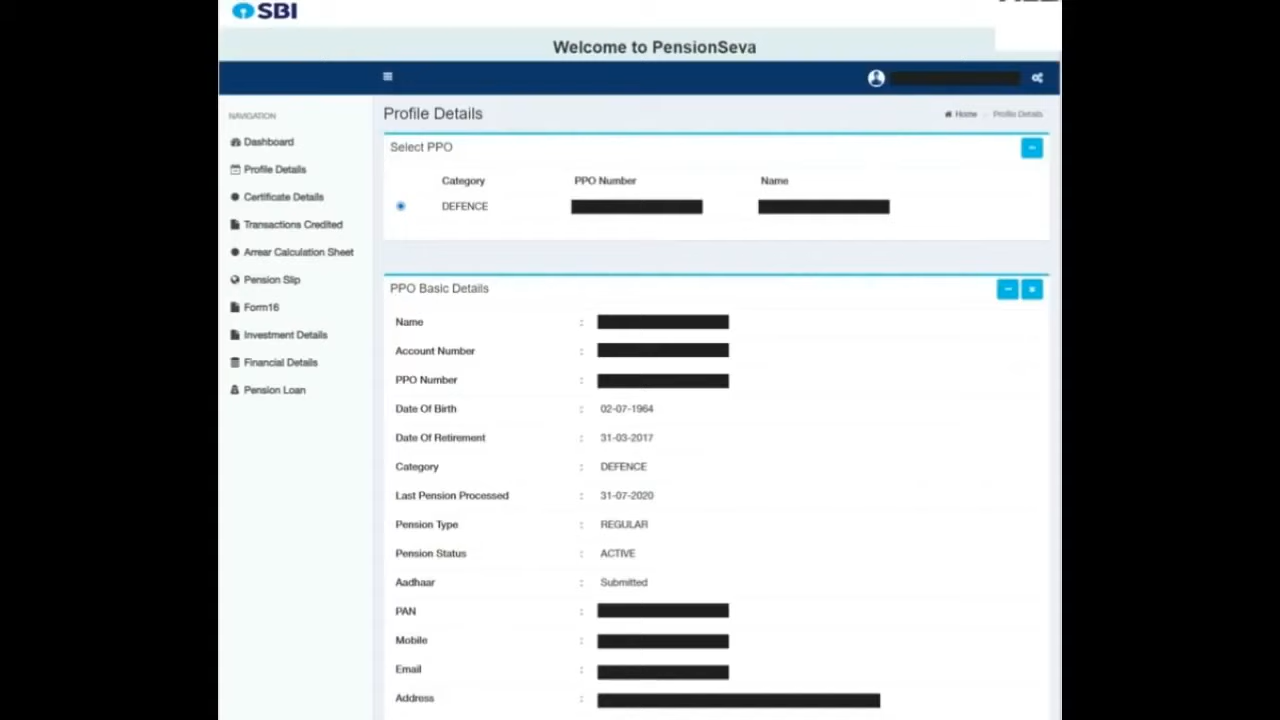 SBI
Welcome to PensionSeva
NAVIGATION
Dashboard
Profile Details
Certificate Details
Transactions Credited
Arrear Calculation Sheet
Pension Slip
Form16
Investment Details
Financial Details
Pension Loan
Profile Details
Home Profile Details
Select PPO
Category PPO Number Name
DEFENCE
PPO Basic Details
Name :
Account Number :
PPO Number :
Date Of Birth : 02-07-1964
Date Of Retirement : 31-03-2017
Category : DEFENCE
Last Pension Processed : 31-07-2020
Pension Type : REGULAR
Pension Status : ACTIVE
Aadhaar : Submitted
PAN :
Mobile :
Email :
Address :